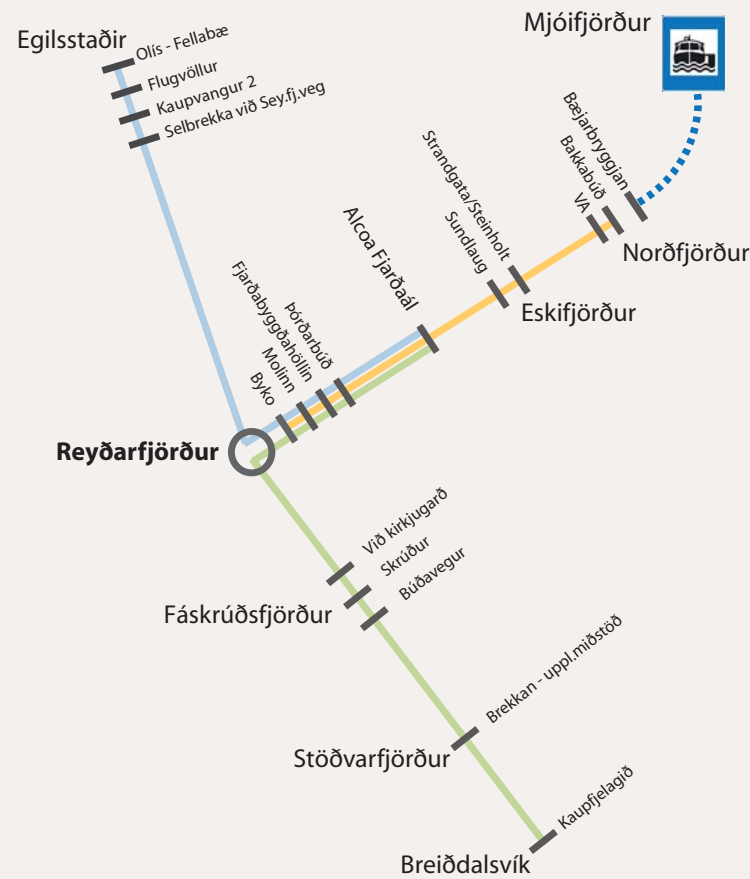 Mjóifjörður
Egilsstaðir
Olís - Fellabæ
Flugvöllur
Kaupvangur 2
Selbrekka við Sey.fj.veg
Bæjarbryggjan
Bakkabúð
VA
Norðfjörður
Strandgata/Steinholt
Sundlaug
Eskifjörður
Alcoa Fjarðaál
Þórðarbúð
Fjarðabyggðahöllin
Molinn
Byko
Reyðarfjörður
Við kirkjugarð
Skrúður
Búðavegur
Fáskrúðsfjörður
Brekkan - uppl.miðstöð
Stöðvarfjörður
Kaupfjelagið
Breiðdalsvík